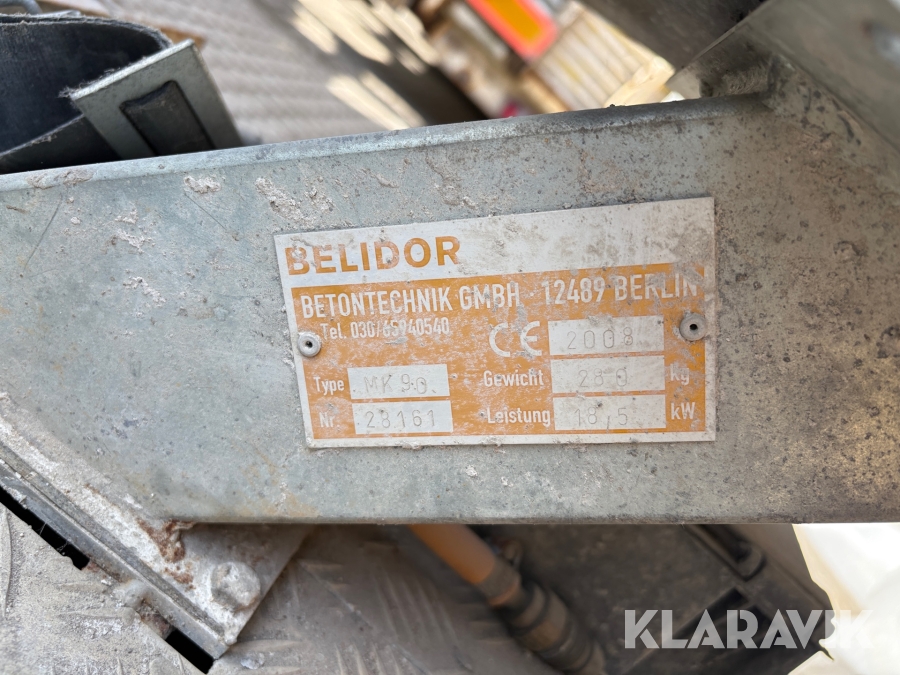 BELIDOR
BETONTECHNIK GMBH · 12489 BERLIN
Tel. 030/65940540
CE 2008
Type MK90 Gewicht 280 Kg
Nr 28161 Leistung 18,5 kW
KLARAVIK